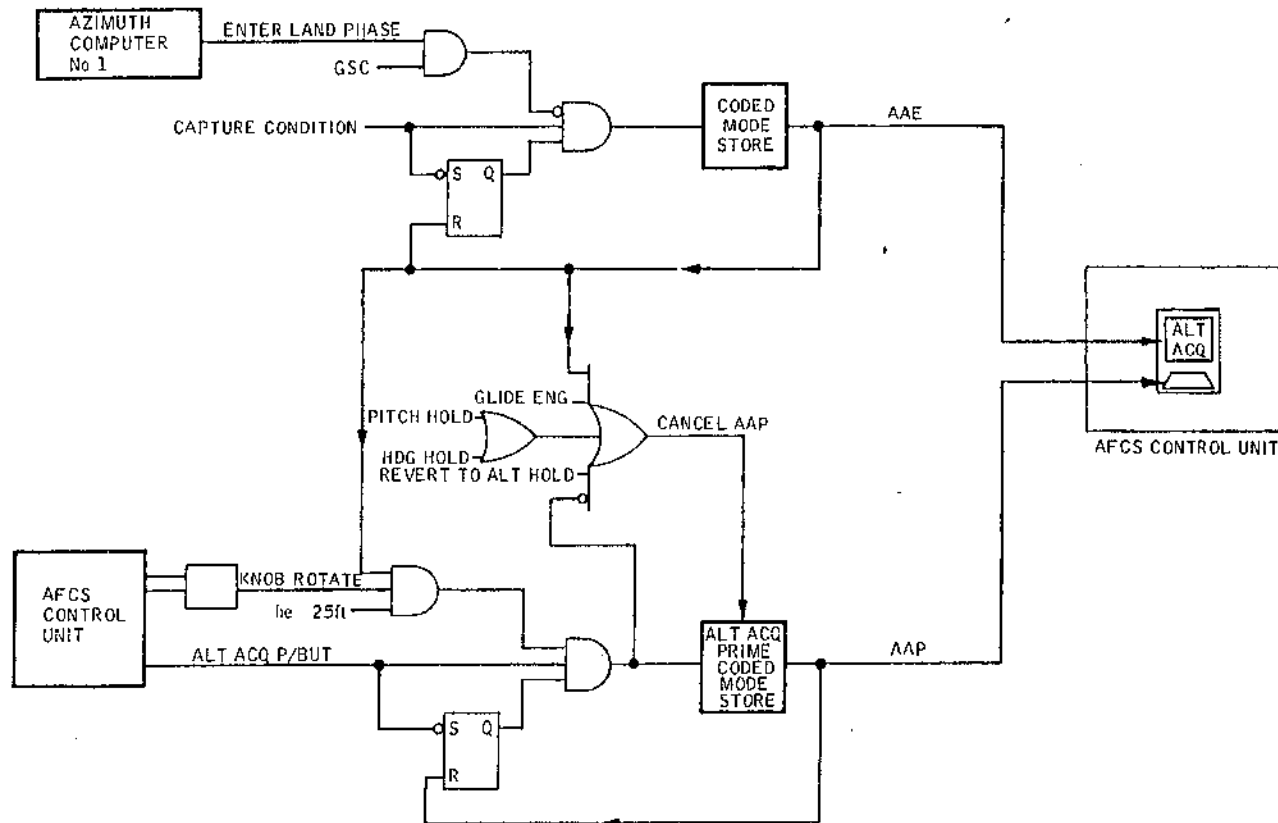 AZIMUTH
COMPUTER
No 1
ENTER LAND PHASE
GSC
CAPTURE CONDITION
S Q
R
CODED
MODE
STORE
AAE
ALT
ACQ
AFCS CONTROL UNIT
GLIDE ENG
PITCH HOLD
CANCEL AAP
HDG HOLD
REVERT TO ALT HOLD
AFCS
CONTROL
UNIT
KNOB ROTATE
he 25ft
ALT ACQ P/BUT
S Q
R
ALT ACQ
PRIME
CODED
MODE
STORE
AAP